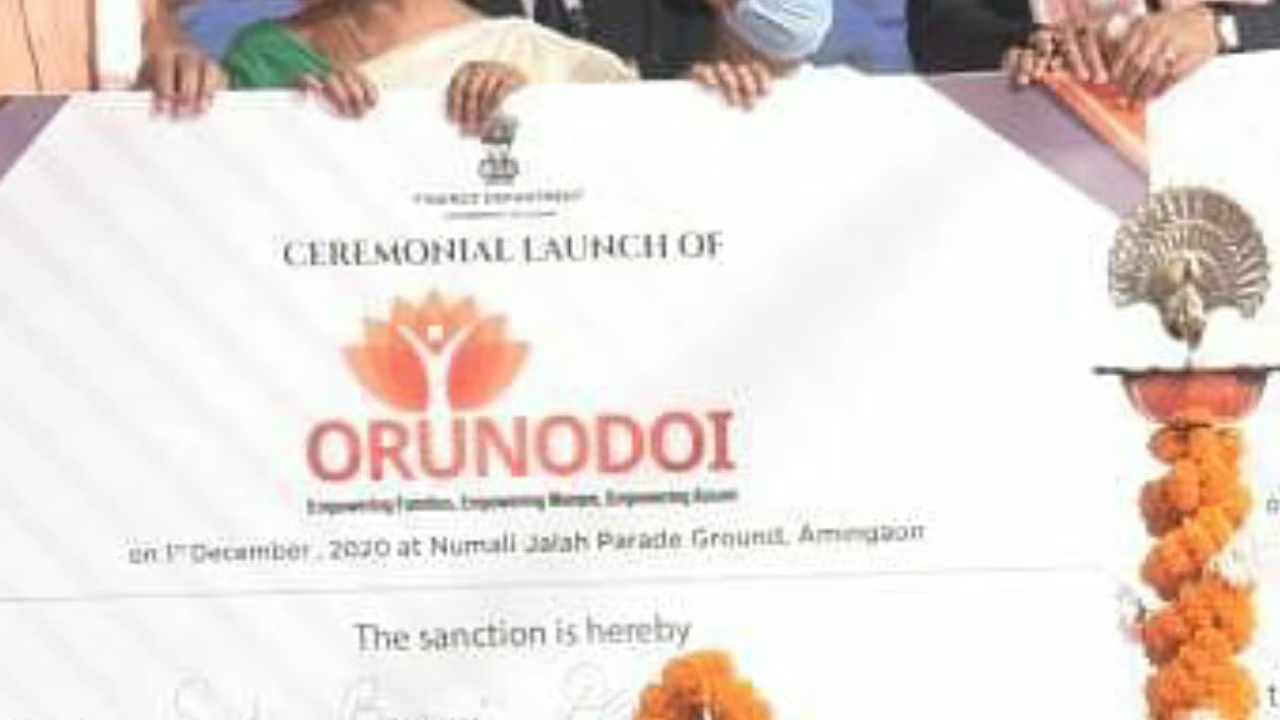 FINANCE DEPARTMENT
CEREMONIAL LAUNCH OF
ORUNODOI
Empowering Families, Empowering Women, Empowering Assam
on 1st December, 2020 at Numali Jalah Parade Ground, Amingaon
The sanction is hereby